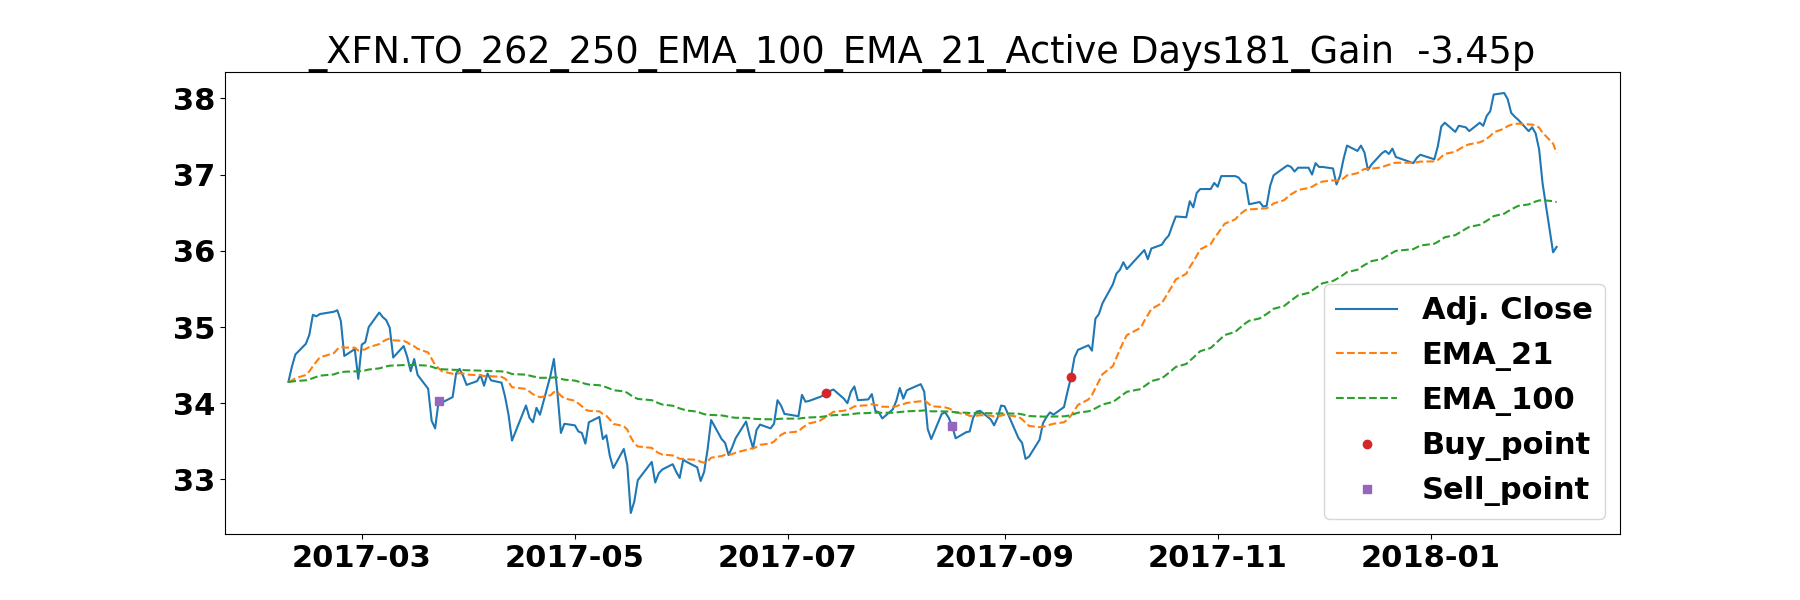 _XFN.TO_262_250_EMA_100_EMA_21_Active Days181_Gain  -3.45p
38
37
36
35
34
33
Adj. Close
EMA_21
EMA_100
Buy_point
Sell_point
2017-03 2017-05 2017-07 2017-09 2017-11 2018-01